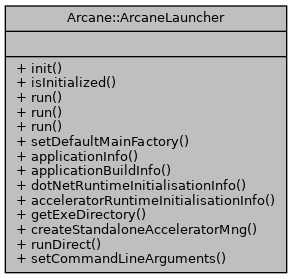 Arcane::ArcaneLauncher
+ init()
+ isInitialized()
+ run()
+ run()
+ run()
+ setDefaultMainFactory()
+ applicationInfo()
+ applicationBuildInfo()
+ dotNetRuntimeInitialisationInfo()
+ acceleratorRuntimeInitialisationInfo()
+ getExeDirectory()
+ createStandaloneAcceleratorMng()
+ runDirect()
+ setCommandLineArguments()